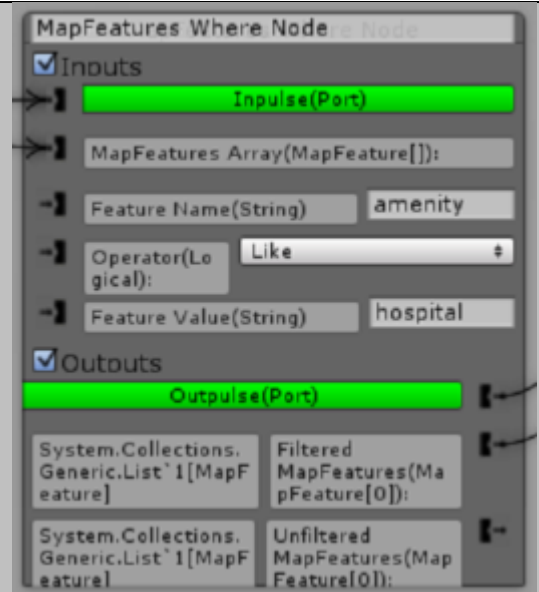 MapFeatures Where Node
Inputs
Inpulse(Port)
MapFeatures Array(MapFeature[]):
Feature Name(String)
amenity
Operator(Lo
gical):
Like
Feature Value(String)
hospital
Outputs
Outpulse(Port)
System.Collections.
Generic.List`1[MapF
eature]
Filtered
MapFeatures(Ma
pFeature[0]):
System.Collections.
Generic.List`1[MapF
eature]
Unfiltered
MapFeatures(Map
Feature[0]):